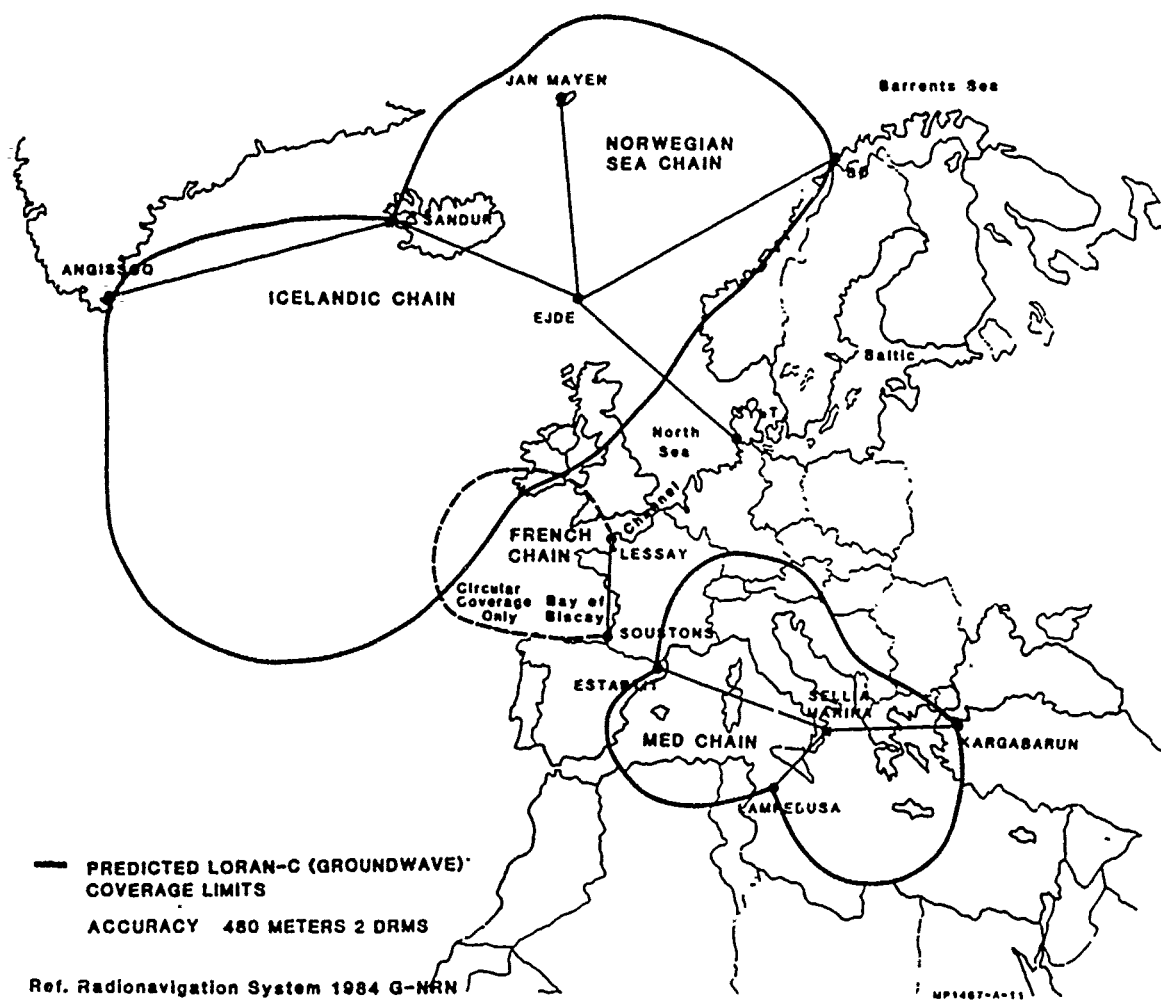 JAN MAYEN
Barrents Sea
NORWEGIAN
SEA CHAIN
BØ
SANDUR
ANGISSOQ
ICELANDIC CHAIN
EJDE
Baltic
SYLT
North
Sea
Channel
FRENCH
CHAIN
LESSAY
Circular
Coverage
Only
Bay of
Biscay
SOUSTONS
ESTARTIT
SELLIA
MARINA
MED CHAIN
KARGABARUN
LAMPEDUSA
PREDICTED LORAN-C (GROUNDWAVE)
COVERAGE LIMITS
ACCURACY 460 METERS 2 DRMS
Ref. Radionavigation System 1984 G-NRN
MP1467-A-11